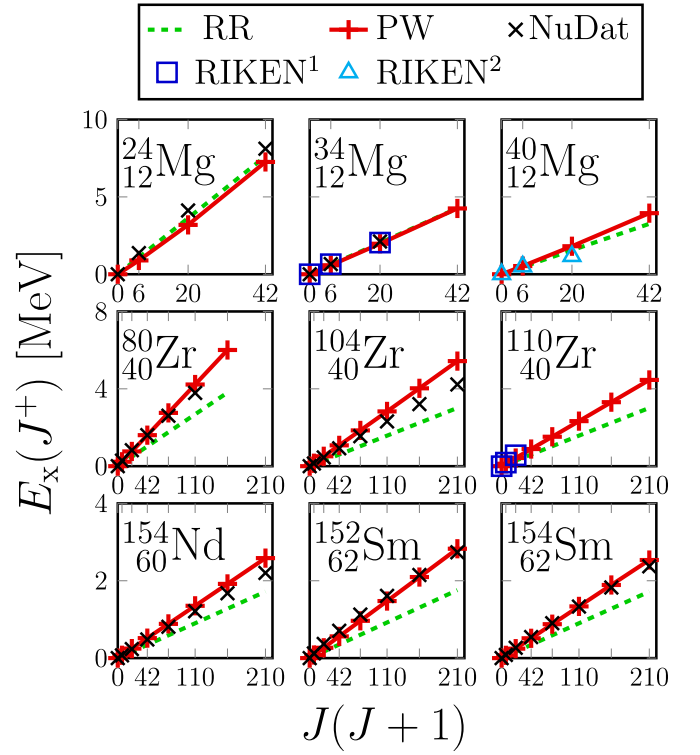 RR PW NuDat
RIKEN¹ RIKEN²
10
5
0
²⁴₁₂Mg ³⁴₁₂Mg ⁴⁰₁₂Mg
0 6 20 42 0 6 20 42 0 6 20 42
8
4
0
⁸⁰₄₀Zr ¹⁰⁴₄₀Zr ¹¹⁰₄₀Zr
0 42 110 210 0 42 110 210 0 42 110 210
4
2
0
¹⁵⁴₆₀Nd ¹⁵²₆₂Sm ¹⁵⁴₆₂Sm
0 42 110 210 0 42 110 210 0 42 110 210
Eₓ(J⁺) [MeV]
J(J + 1)